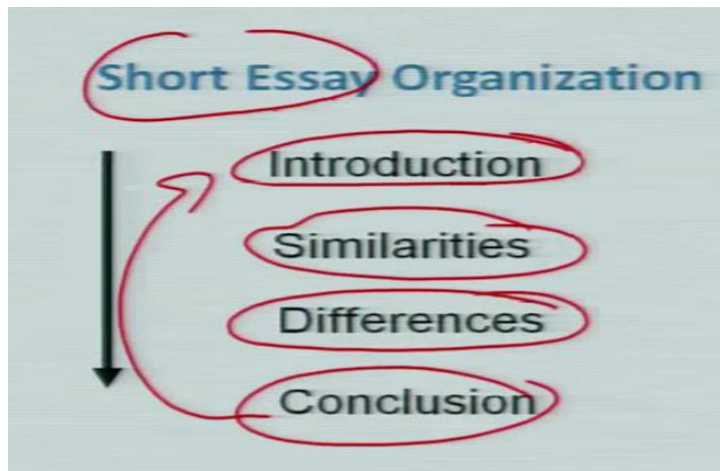 Short Essay Organization
Introduction
Similarities
Differences
Conclusion